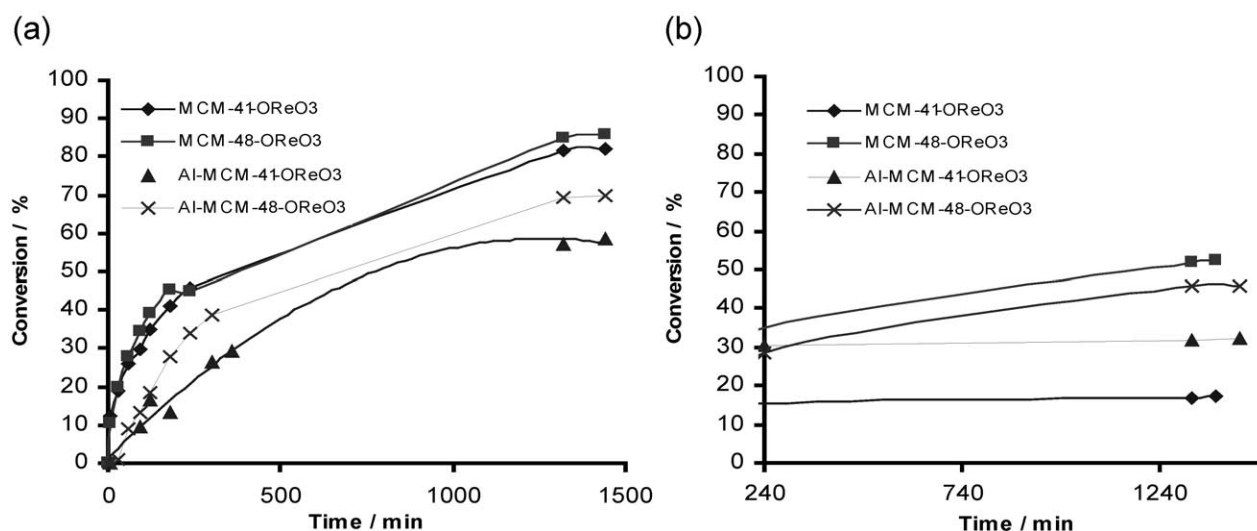 (a)
100
90
80
70
60
50
40
30
20
10
0
Conversion / %
MCM-41-OReO3
MCM-48-OReO3
Al-MCM-41-OReO3
Al-MCM-48-OReO3
0 500 1000 1500
Time / min
(b)
100
90
80
70
60
50
40
30
20
10
0
Conversion / %
MCM-41-OReO3
MCM-48-OReO3
Al-MCM-41-OReO3
Al-MCM-48-OReO3
240 740 1240
Time / min